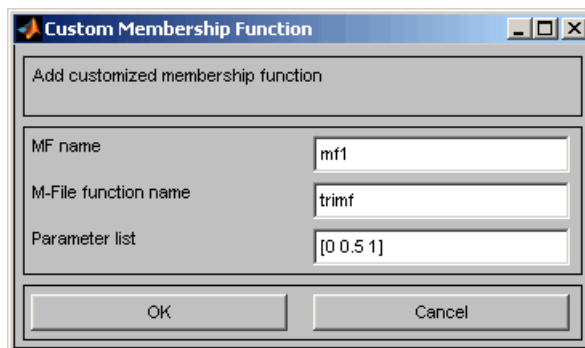 Custom Membership Function
Add customized membership function
MF name
mf1
M-File function name
trimf
Parameter list
[0 0.5 1]
OK
Cancel